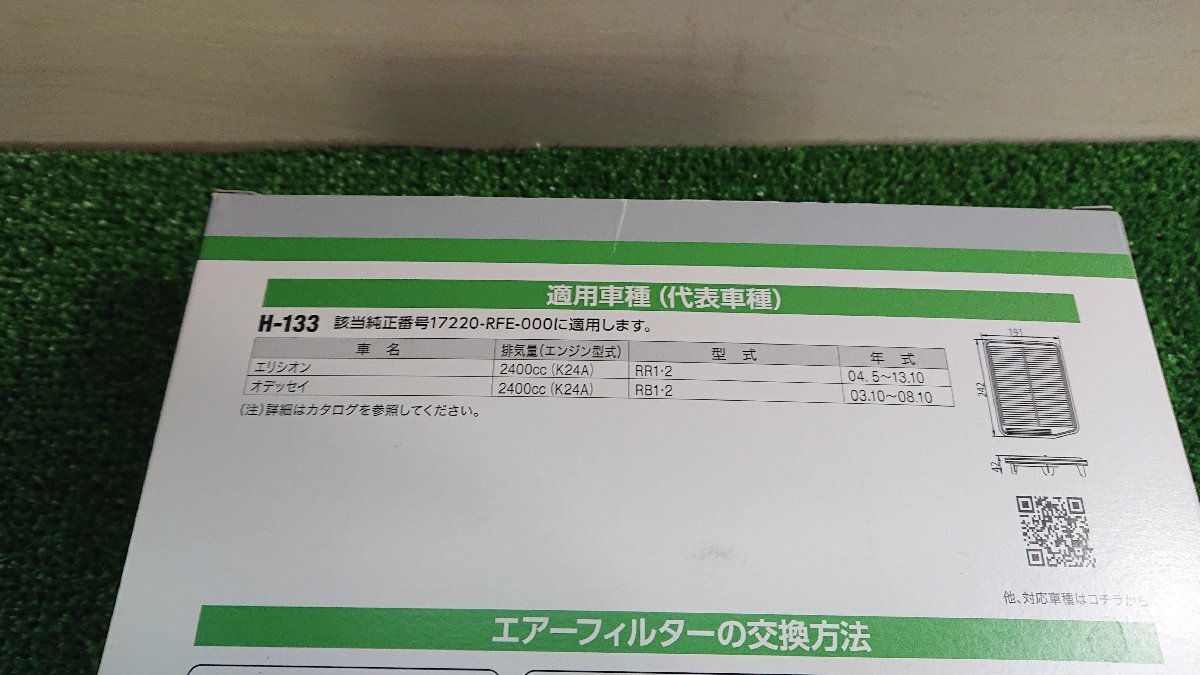 適用車種(代表車種)
H-133 該当純正番号17220-RFE-000に適用します。
車 名 排気量(エンジン型式) 型 式 年 式
エリシオン 2400cc(K24A) RR1・2 04. 5〜13.10
オデッセイ 2400cc(K24A) RB1・2 03.10〜08.10
(注)詳細はカタログを参照してください。
191
242
42
他、対応車種はコチラから
エアーフィルターの交換方法